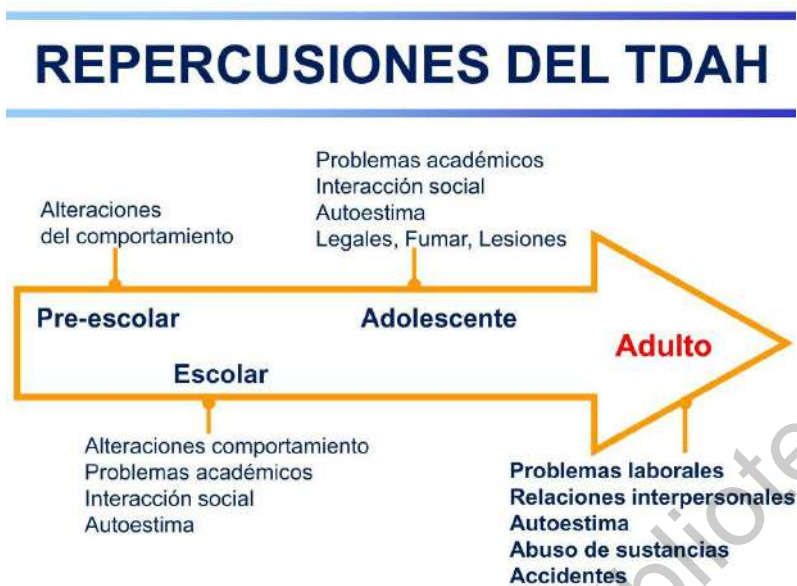 REPERCUSIONES DEL TDAH
Alteraciones
del comportamiento
Problemas académicos
Interacción social
Autoestima
Legales, Fumar, Lesiones
Pre-escolar
Adolescente
Adulto
Escolar
Alteraciones comportamiento
Problemas académicos
Interacción social
Autoestima
Problemas laborales
Relaciones interpersonales
Autoestima
Abuso de sustancias
Accidentes